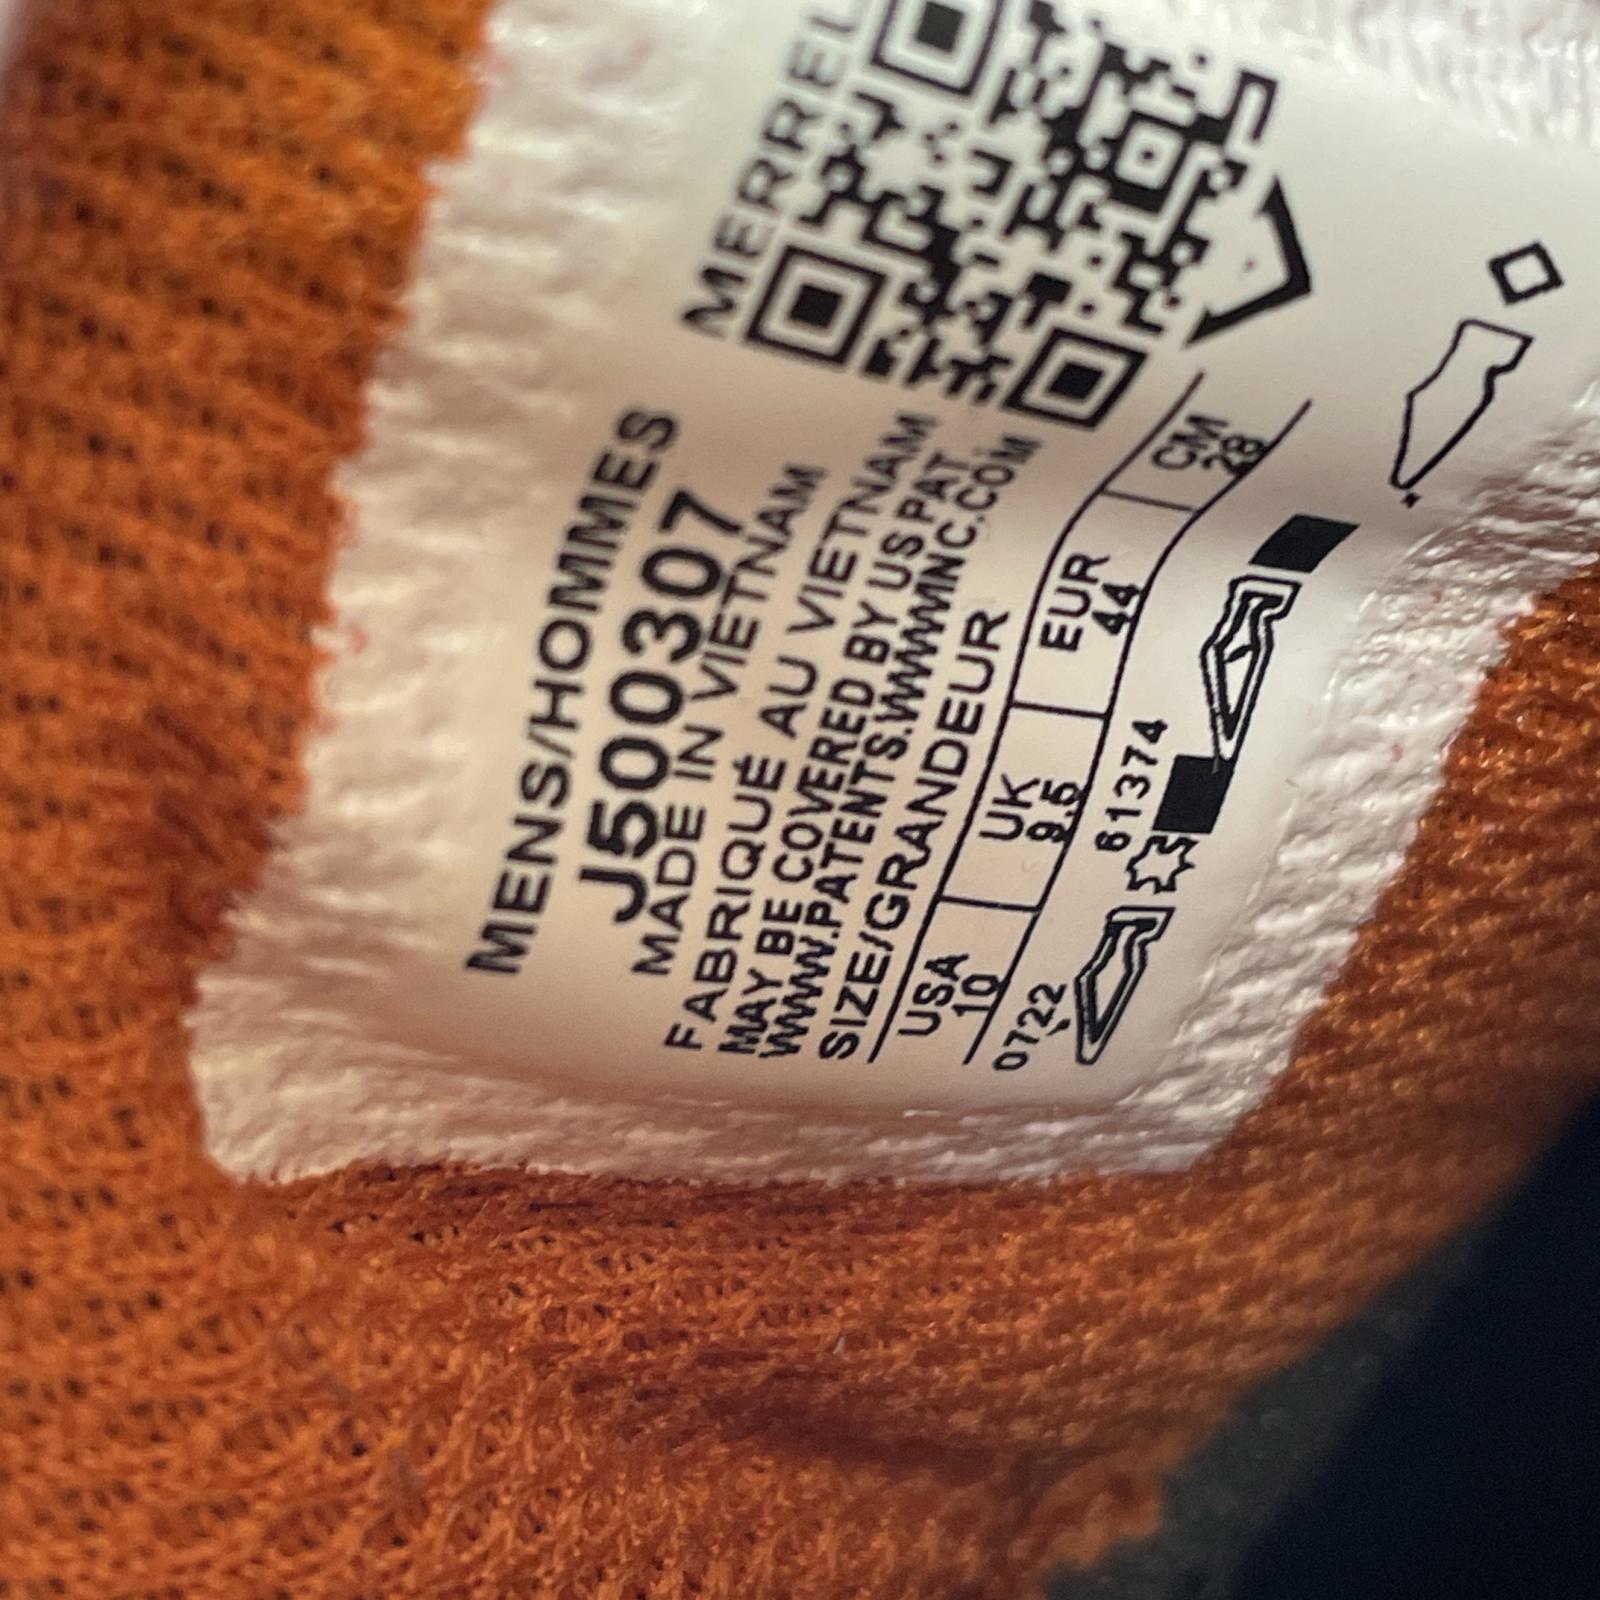 MERREL
MENS/HOMMES
J500307
MADE IN VIETNAM
FABRIQUÉ AU VIETNAM
MAY BE COVERED BY US PAT.
WWW.PATENTS.WWWINC.COM
SIZE/GRANDEUR
USA UK EUR CM
10 9.5 44 28
0722 61374